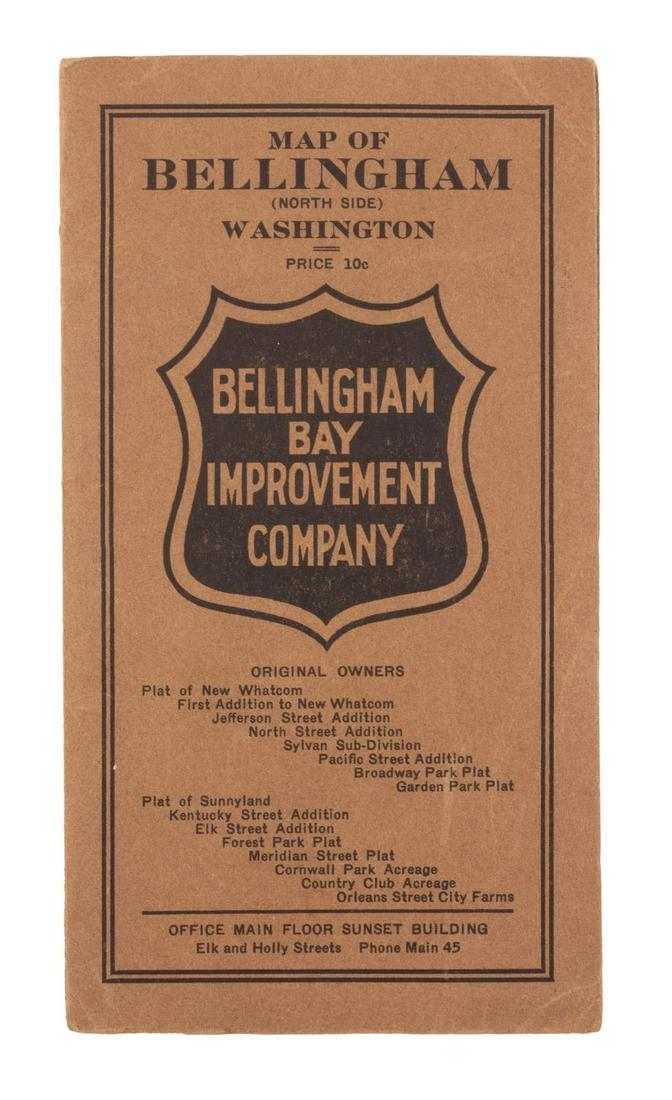 MAP OF
BELLINGHAM
(NORTH SIDE)
WASHINGTON
PRICE 10c
BELLINGHAM
BAY
IMPROVEMENT
COMPANY
ORIGINAL OWNERS
Plat of New Whatcom
First Addition to New Whatcom
Jefferson Street Addition
North Street Addition
Sylvan Sub-Division
Pacific Street Addition
Broadway Park Plat
Garden Park Plat
Plat of Sunnyland
Kentucky Street Addition
Elk Street Addition
Forest Park Plat
Meridian Street Plat
Cornwall Park Acreage
Country Club Acreage
Orleans Street City Farms
OFFICE MAIN FLOOR SUNSET BUILDING
Elk and Holly Streets Phone Main 45